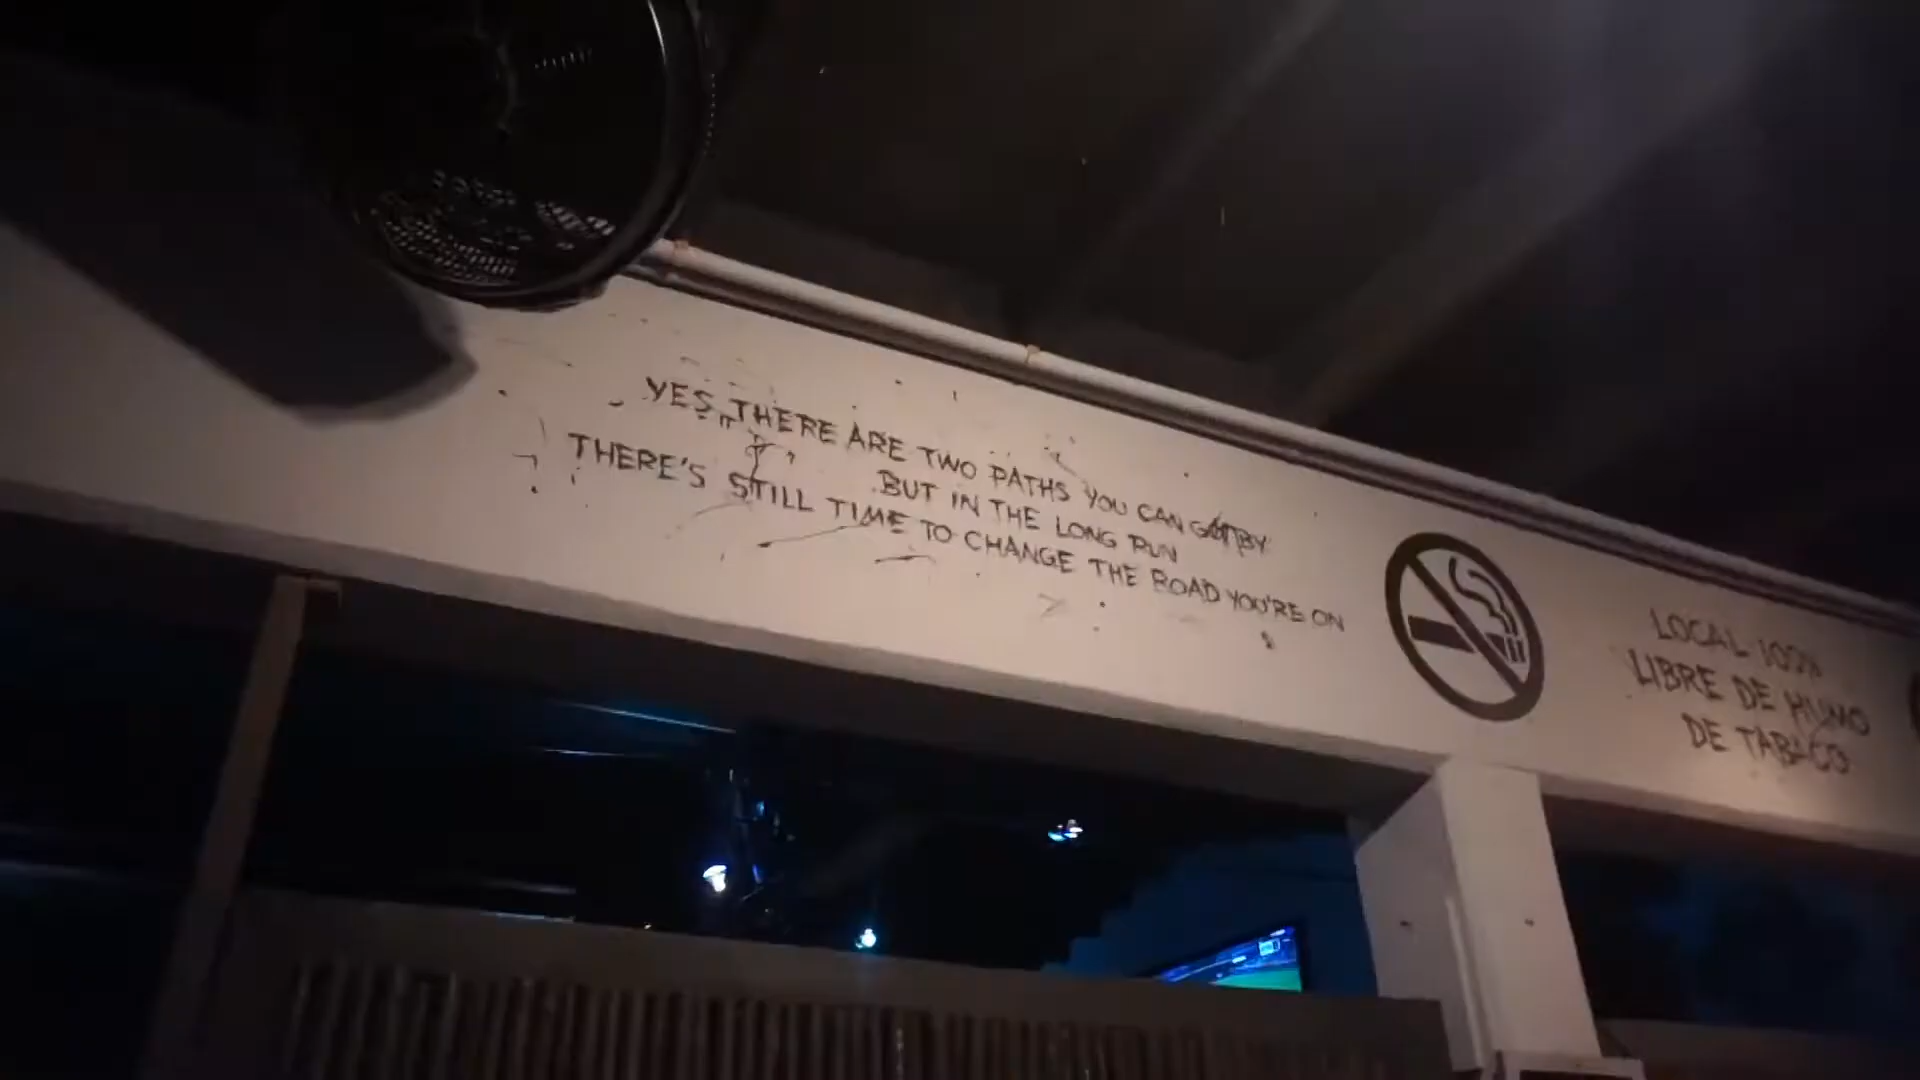 YES, THERE ARE TWO PATHS YOU CAN GO BY
BUT IN THE LONG RUN
THERE'S STILL TIME TO CHANGE THE ROAD YOU'RE ON
LOCAL 100%
LIBRE DE HUMO
DE TABACO